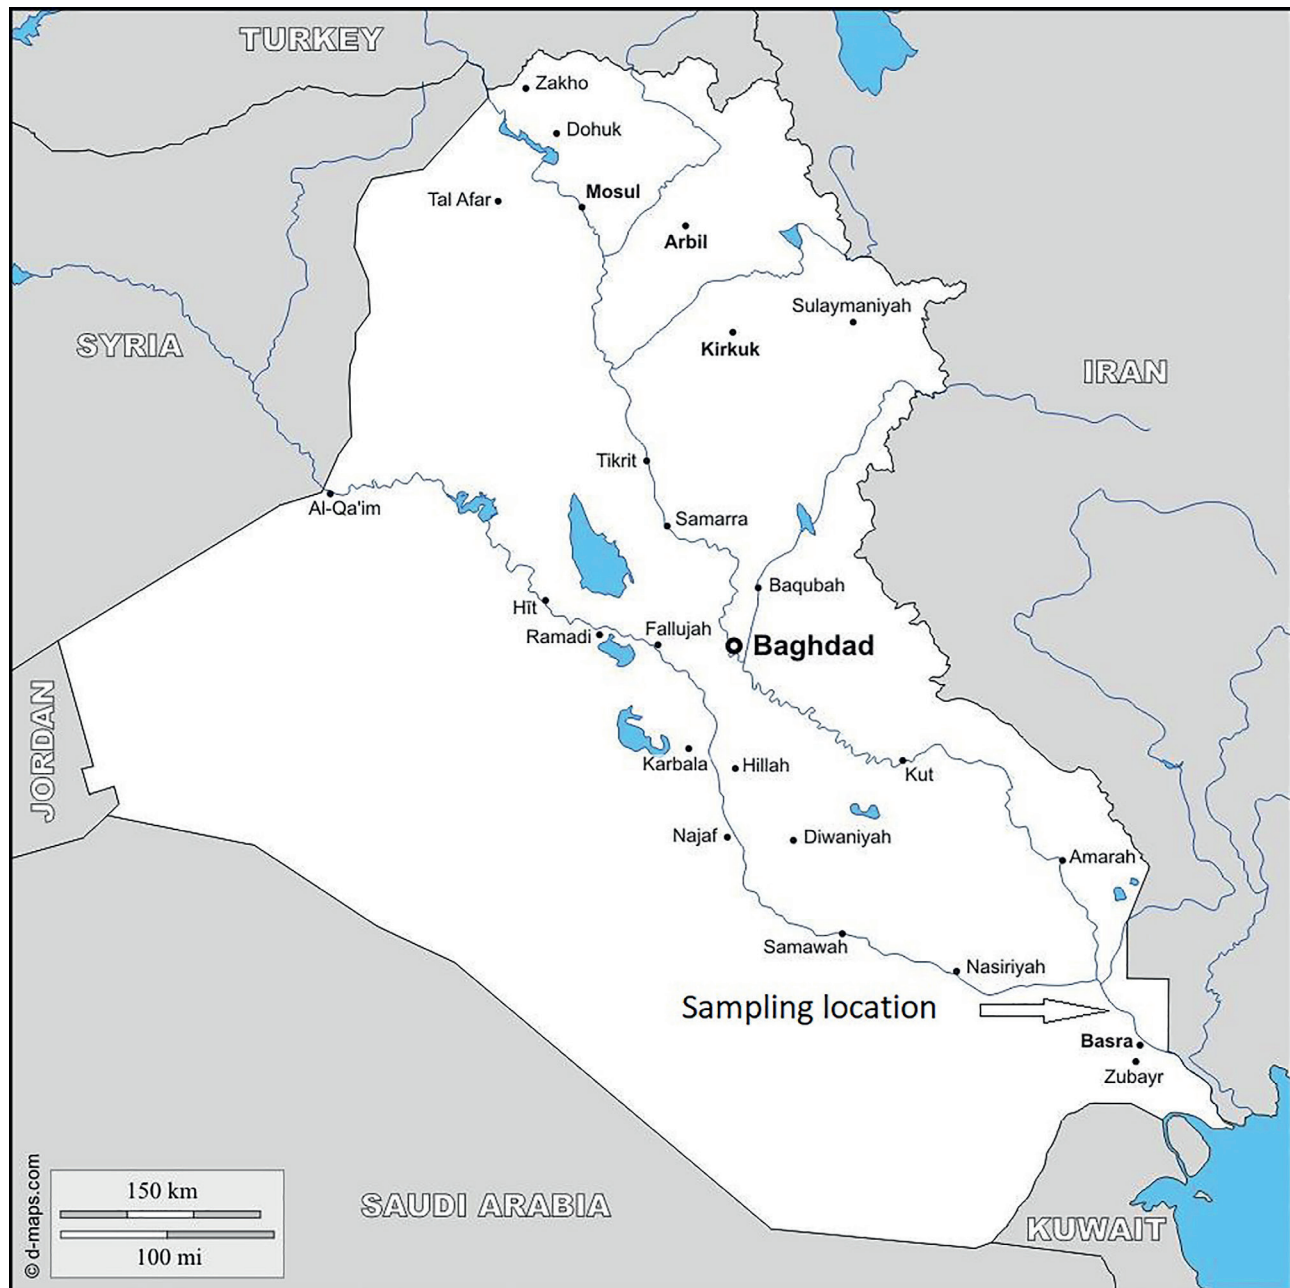 TURKEY
Zakho
Dohuk
Tal Afar
Mosul
Arbil
Sulaymaniyah
SYRIA
Kirkuk
IRAN
Tikrit
Al-Qa'im
Samarra
Baqubah
Hīt
Ramadi
Fallujah
Baghdad
JORDAN
Karbala
Hillah
Kut
Najaf
Diwaniyah
Amarah
Samawah
Nasiriyah
Sampling location
Basra
Zubayr
SAUDI ARABIA
KUWAIT
150 km
100 mi
© d-maps.com